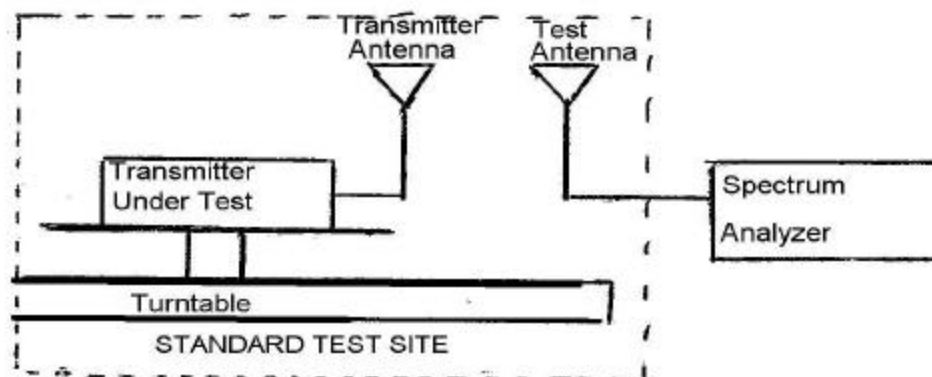 Transmitter
Antenna
Test
Antenna
Transmitter
Under Test
Spectrum
Analyzer
Turntable
STANDARD TEST SITE